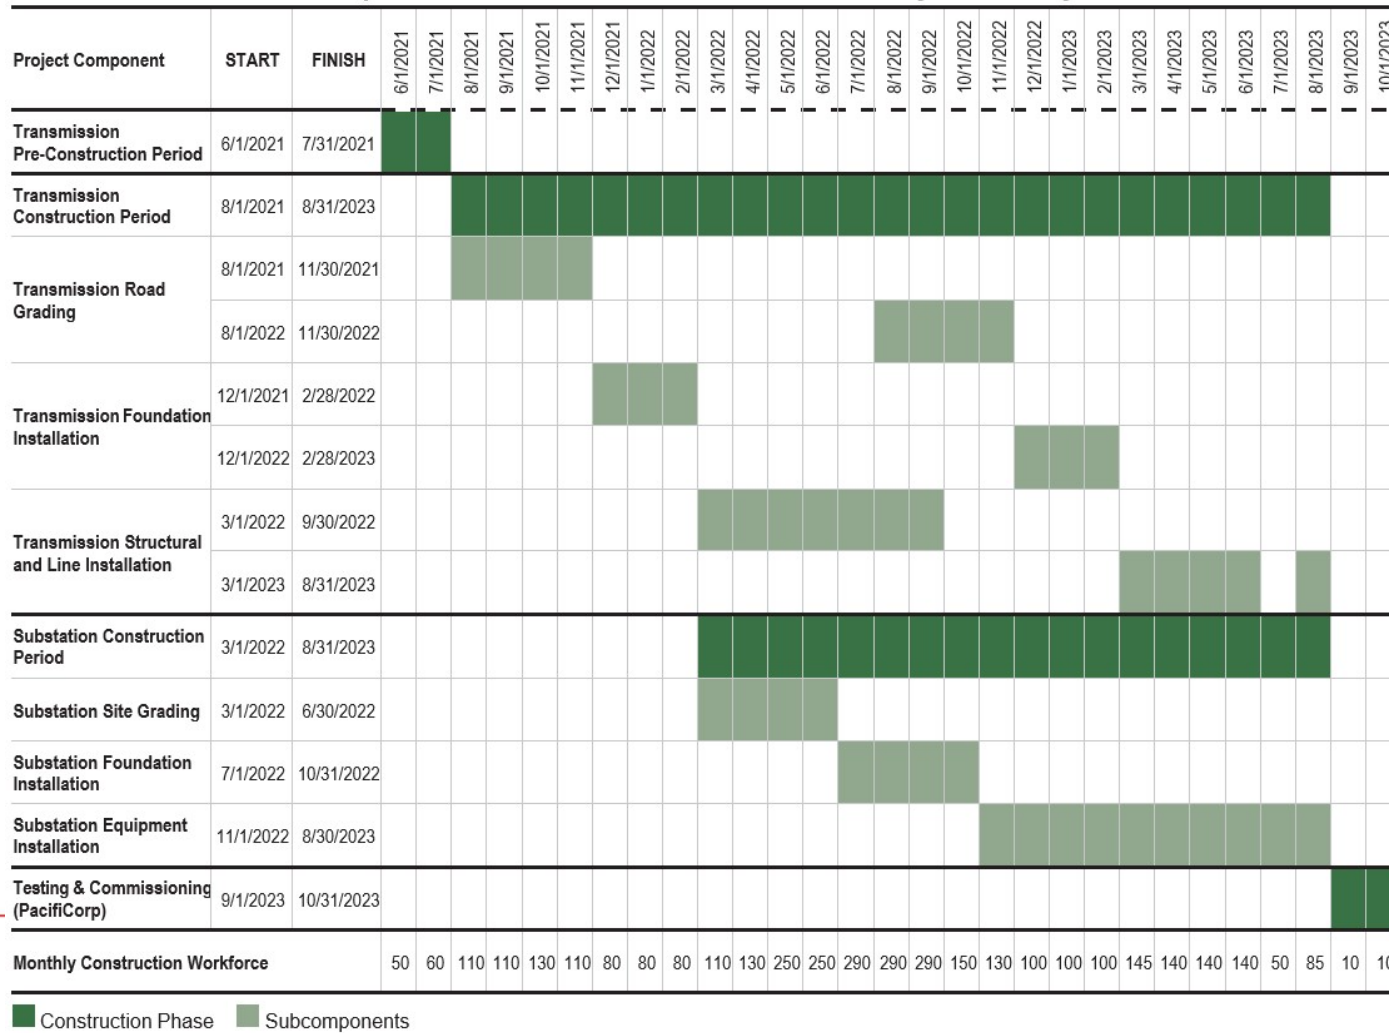 Project Component START FINISH 6/1/2021 7/1/2021 8/1/2021 9/1/2021 10/1/2021 11/1/2021 12/1/2021 1/1/2022 2/1/2022 3/1/2022 4/1/2022 5/1/2022 6/1/2022 7/1/2022 8/1/2022 9/1/2022 10/1/2022 11/1/2022 12/1/2022 1/1/2023 2/1/2023 3/1/2023 4/1/2023 5/1/2023 6/1/2023 7/1/2023 8/1/2023 9/1/2023 10/1/2023
Transmission
Pre-Construction Period 6/1/2021 7/31/2021
Transmission
Construction Period 8/1/2021 8/31/2023
Transmission Road
Grading
8/1/2021 11/30/2021
8/1/2022 11/30/2022
Transmission Foundation
Installation
12/1/2021 2/28/2022
12/1/2022 2/28/2023
Transmission Structural
and Line Installation
3/1/2022 9/30/2022
3/1/2023 8/31/2023
Substation Construction
Period 3/1/2022 8/31/2023
Substation Site Grading 3/1/2022 6/30/2022
Substation Foundation
Installation 7/1/2022 10/31/2022
Substation Equipment
Installation 11/1/2022 8/30/2023
Testing & Commissioning
(PacifiCorp) 9/1/2023 10/31/2023
Monthly Construction Workforce 50 60 110 110 130 110 80 80 80 110 130 250 250 290 290 290 150 130 100 100 100 145 140 140 140 50 85 10 10
Construction Phase Subcomponents